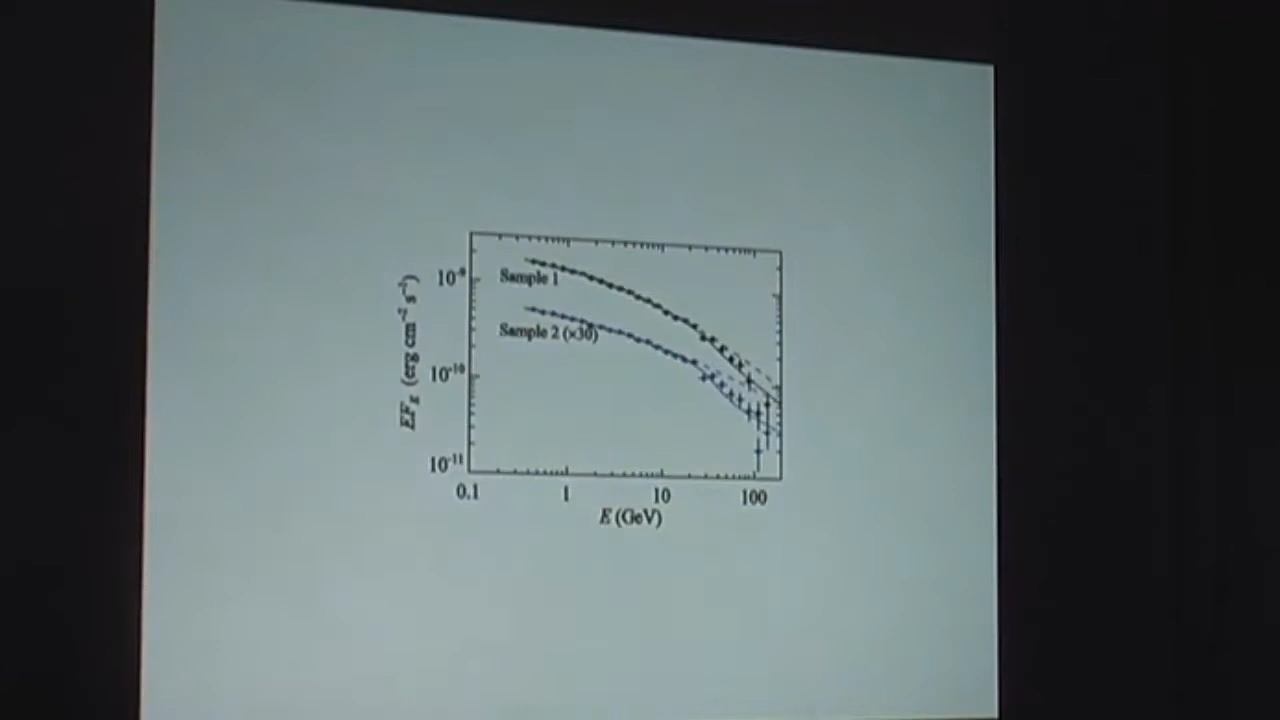 10⁻⁹
Sample 1
Sample 2 (×30)
EF_E (erg cm⁻² s⁻¹)
10⁻¹⁰
10⁻¹¹
0.1 1 10 100
E (GeV)